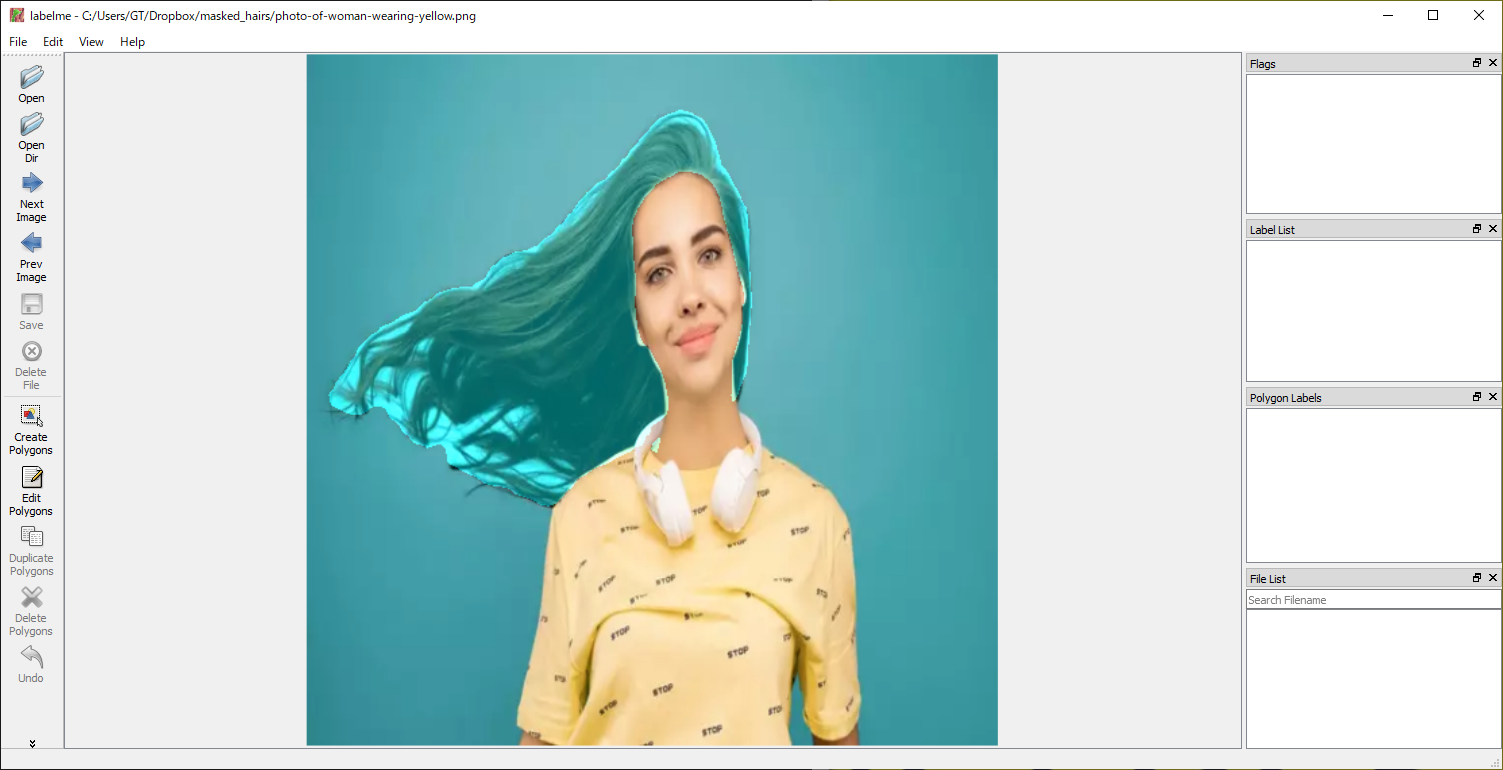 labelme - C:/Users/GT/Dropbox/masked_hairs/photo-of-woman-wearing-yellow.png
File Edit View Help
Open
Open
Dir
Next
Image
Prev
Image
Save
Delete
File
Create
Polygons
Edit
Polygons
Duplicate
Polygons
Delete
Polygons
Undo
STOP
STOP
STOP
STOP
STOP
STOP
STOP
STOP
STOP
STOP
STOP
STOP
Flags
Label List
Polygon Labels
File List
Search Filename